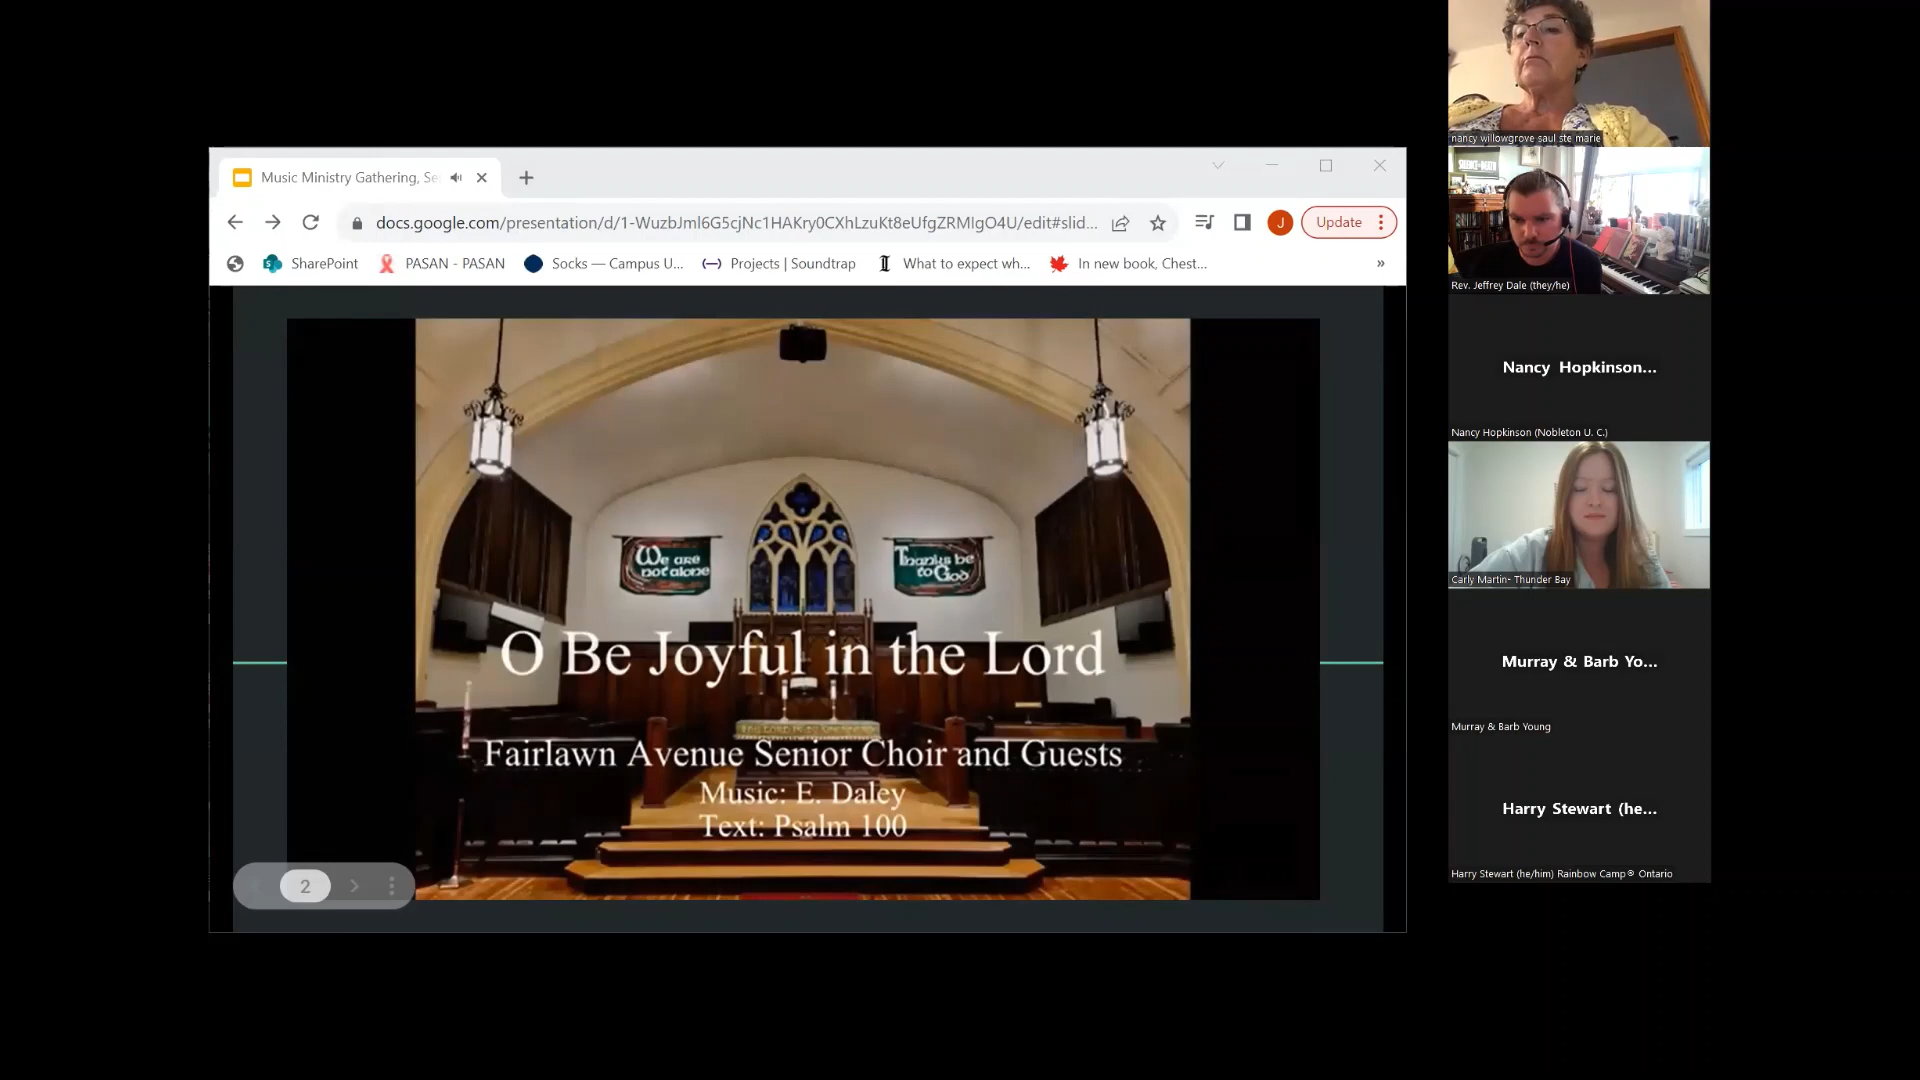 Music Ministry Gathering, Se
docs.google.com/presentation/d/1-WuzbJml6G5cjNc1HAKry0CXhLzuKt8eUfgZRMIgO4U/edit#slid...
J
Update
SharePoint
PASAN - PASAN
Socks — Campus U...
Projects | Soundtrap
What to expect wh...
In new book, Chest...
»
We are
not alone
Thanks be
to God
O Be Joyful in the Lord
Fairlawn Avenue Senior Choir and Guests
Music: E. Daley
Text: Psalm 100
2
nancy willowgrove saul ste marie
SILENCE=DEATH
Rev. Jeffrey Dale (they/he)
Nancy Hopkinson...
Nancy Hopkinson (Nobleton U. C.)
Carly Martin- Thunder Bay
Murray & Barb Yo...
Murray & Barb Young
Harry Stewart (he...
Harry Stewart (he/him) Rainbow Camp® Ontario